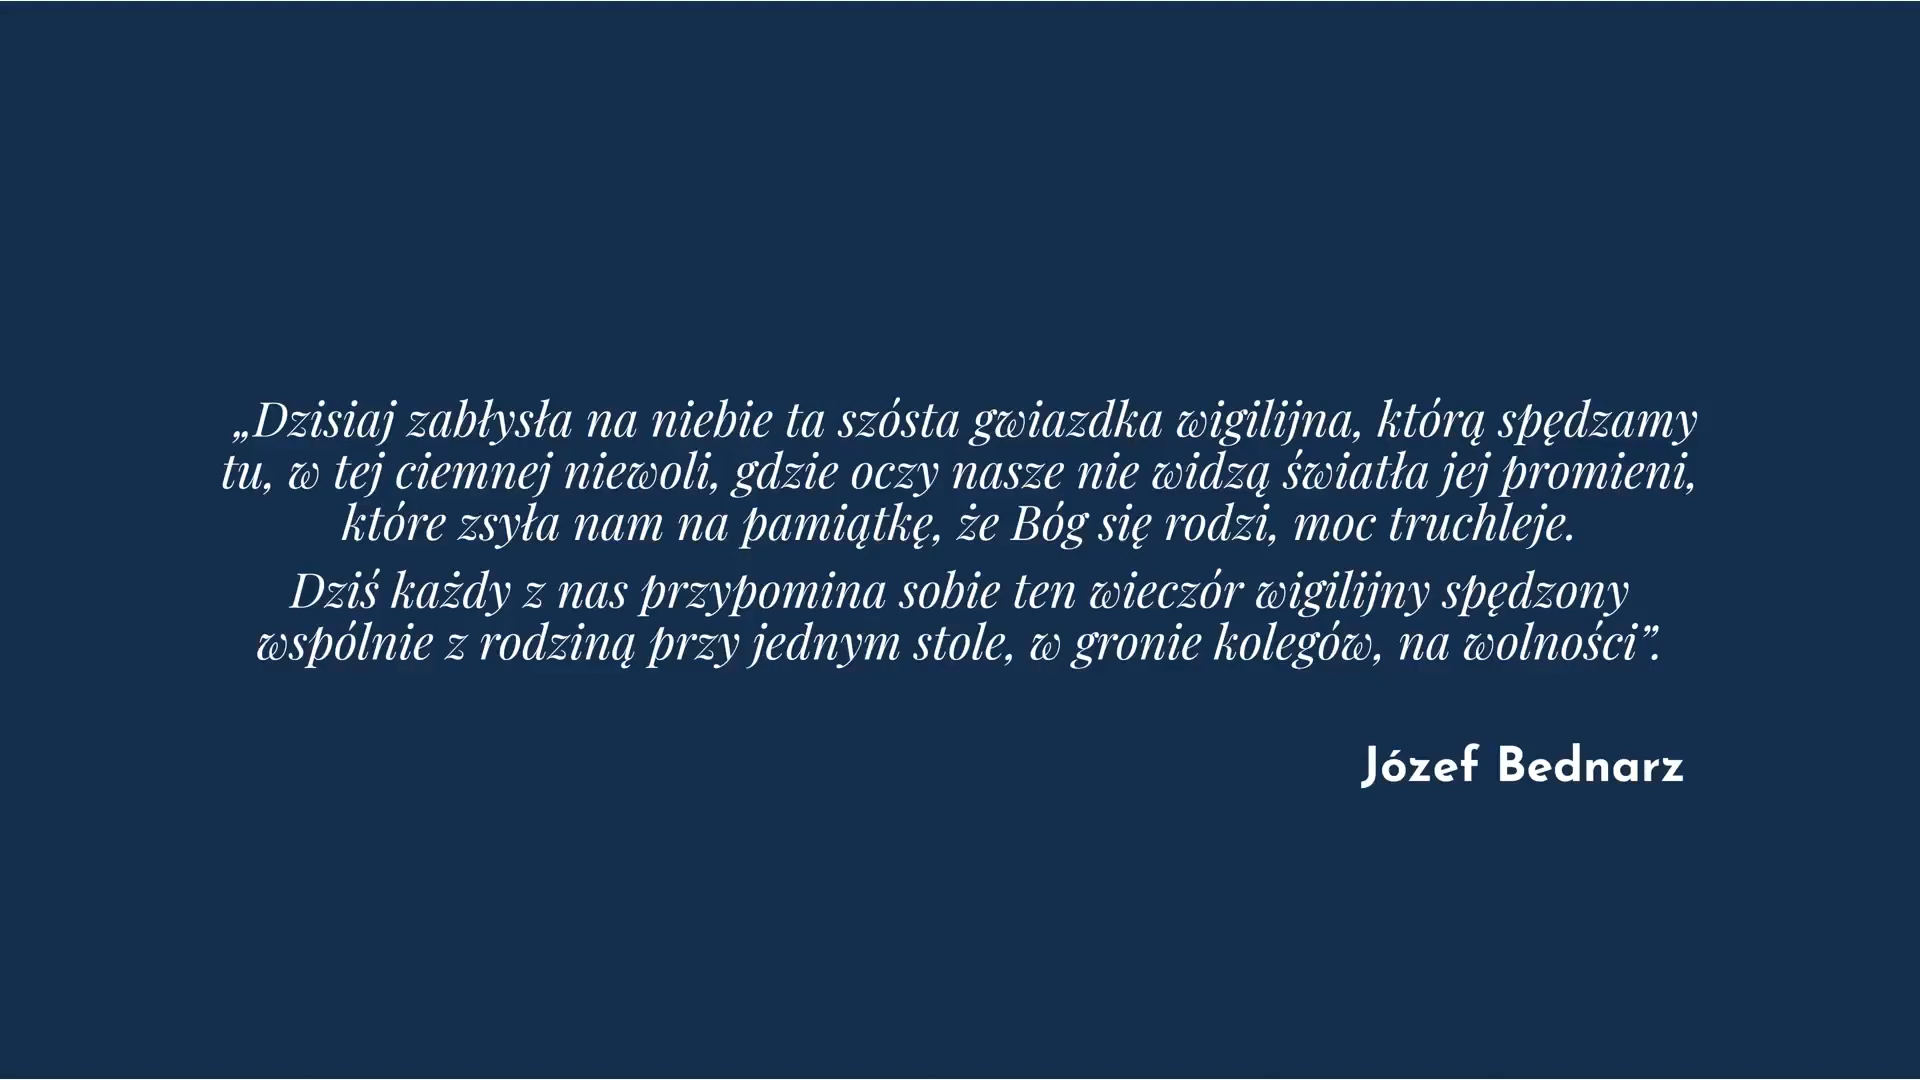 „Dzisiaj zabłysła na niebie ta szósta gwiazdka wigilijna, którą spędzamy
tu, w tej ciemnej niewoli, gdzie oczy nasze nie widzą światła jej promieni,
które zsyła nam na pamiątkę, że Bóg się rodzi, moc truchleje.
Dziś każdy z nas przypomina sobie ten wieczór wigilijny spędzony
wspólnie z rodziną przy jednym stole, w gronie kolegów, na wolności”.
Józef Bednarz